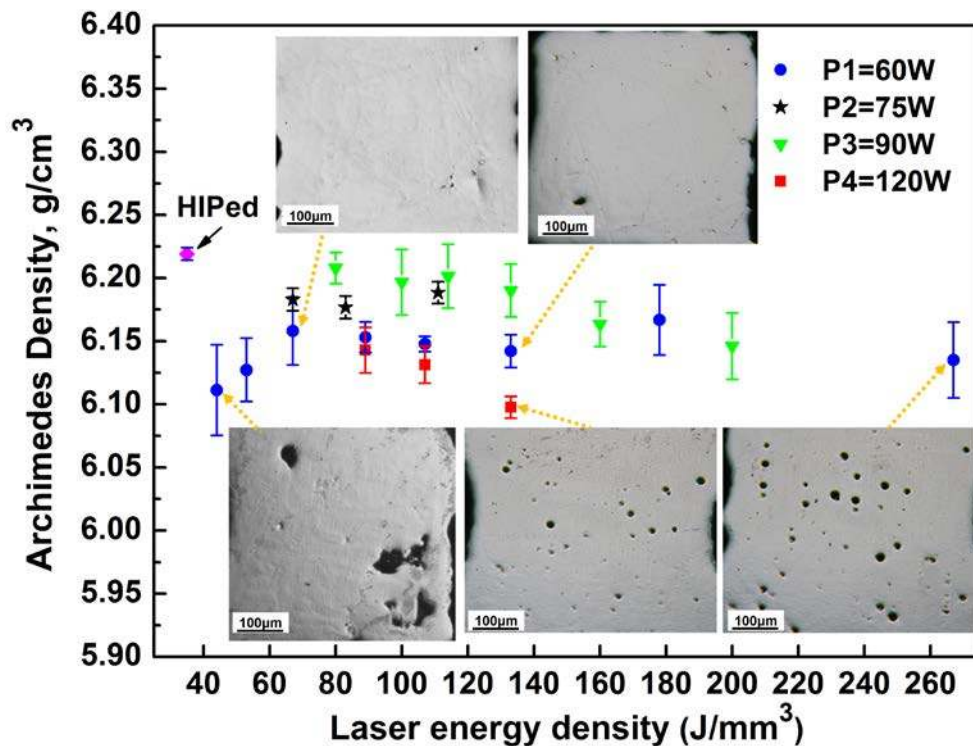 6.40
6.35
6.30
6.25
6.20
6.15
6.10
6.05
6.00
5.95
5.90
Archimedes Density, g/cm³
HIPed
100µm
100µm
P1=60W
P2=75W
P3=90W
P4=120W
100µm
100µm
100µm
40 60 80 100 120 140 160 180 200 220 240 260
Laser energy density (J/mm³)